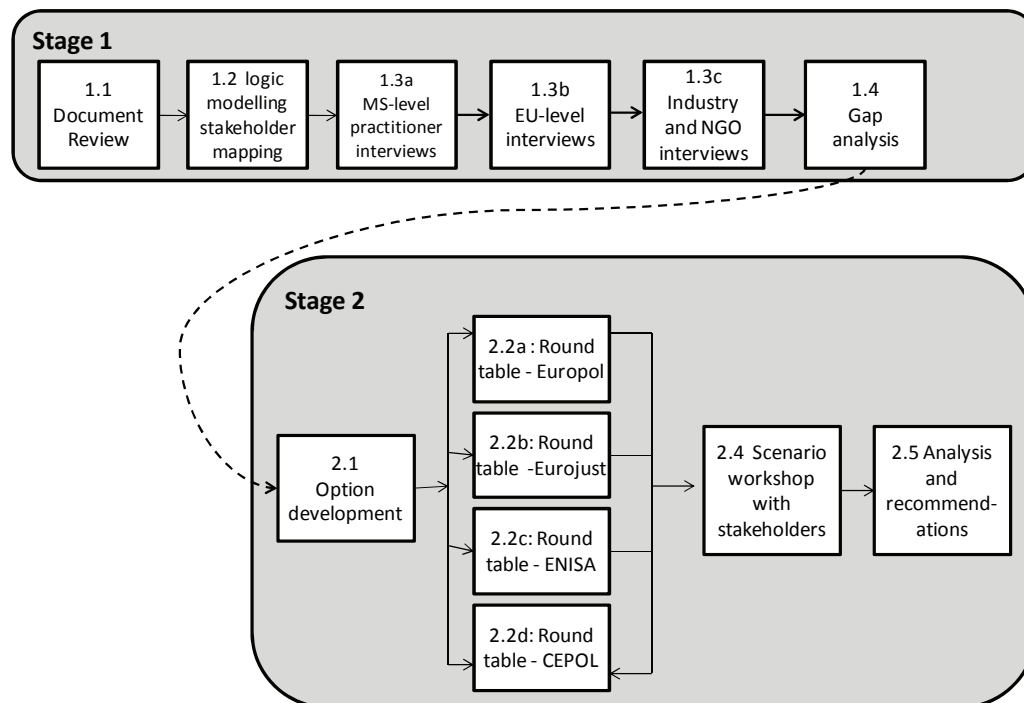 Stage 1
1.1
Document
Review
1.2 logic
modelling
stakeholder
mapping
1.3a
MS-level
practitioner
interviews
1.3b
EU-level
interviews
1.3c
Industry
and NGO
interviews
1.4
Gap
analysis
Stage 2
2.1
Option
development
2.2a : Round
table - Europol
2.2b: Round
table -Eurojust
2.2c: Round
table - ENISA
2.2d: Round
table - CEPOL
2.4 Scenario
workshop
with
stakeholders
2.5 Analysis
and
recommend-
ations